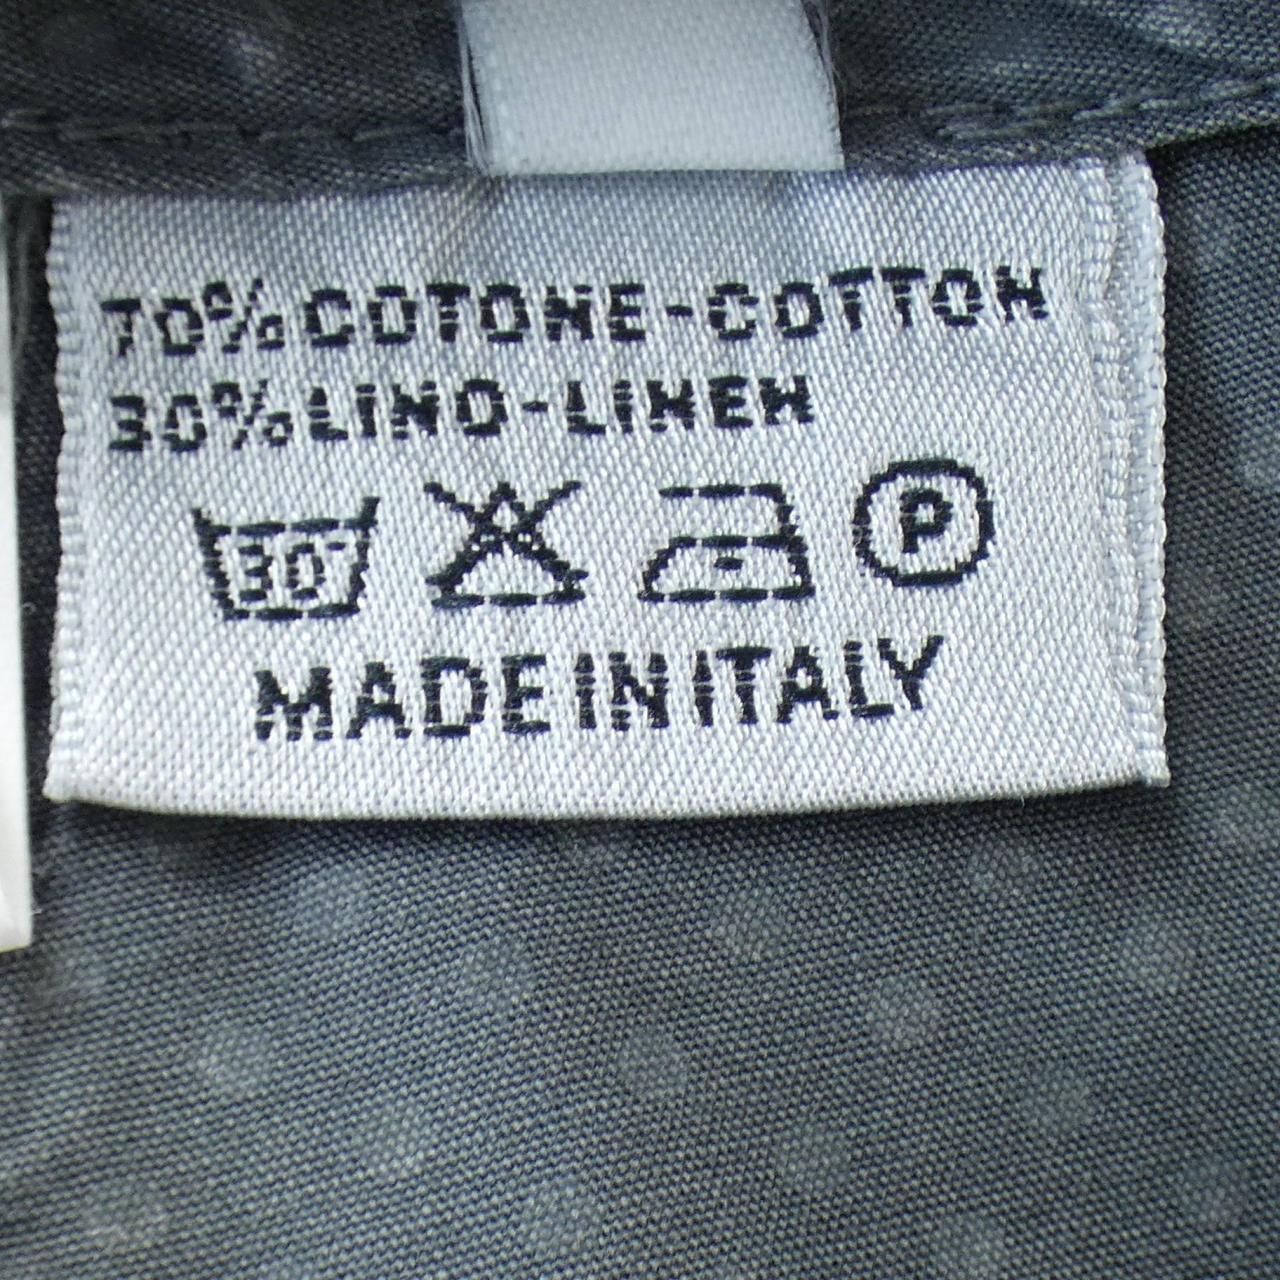 70% COTONE-COTTON
30% LINO-LINEN
30° P
MADE IN ITALY